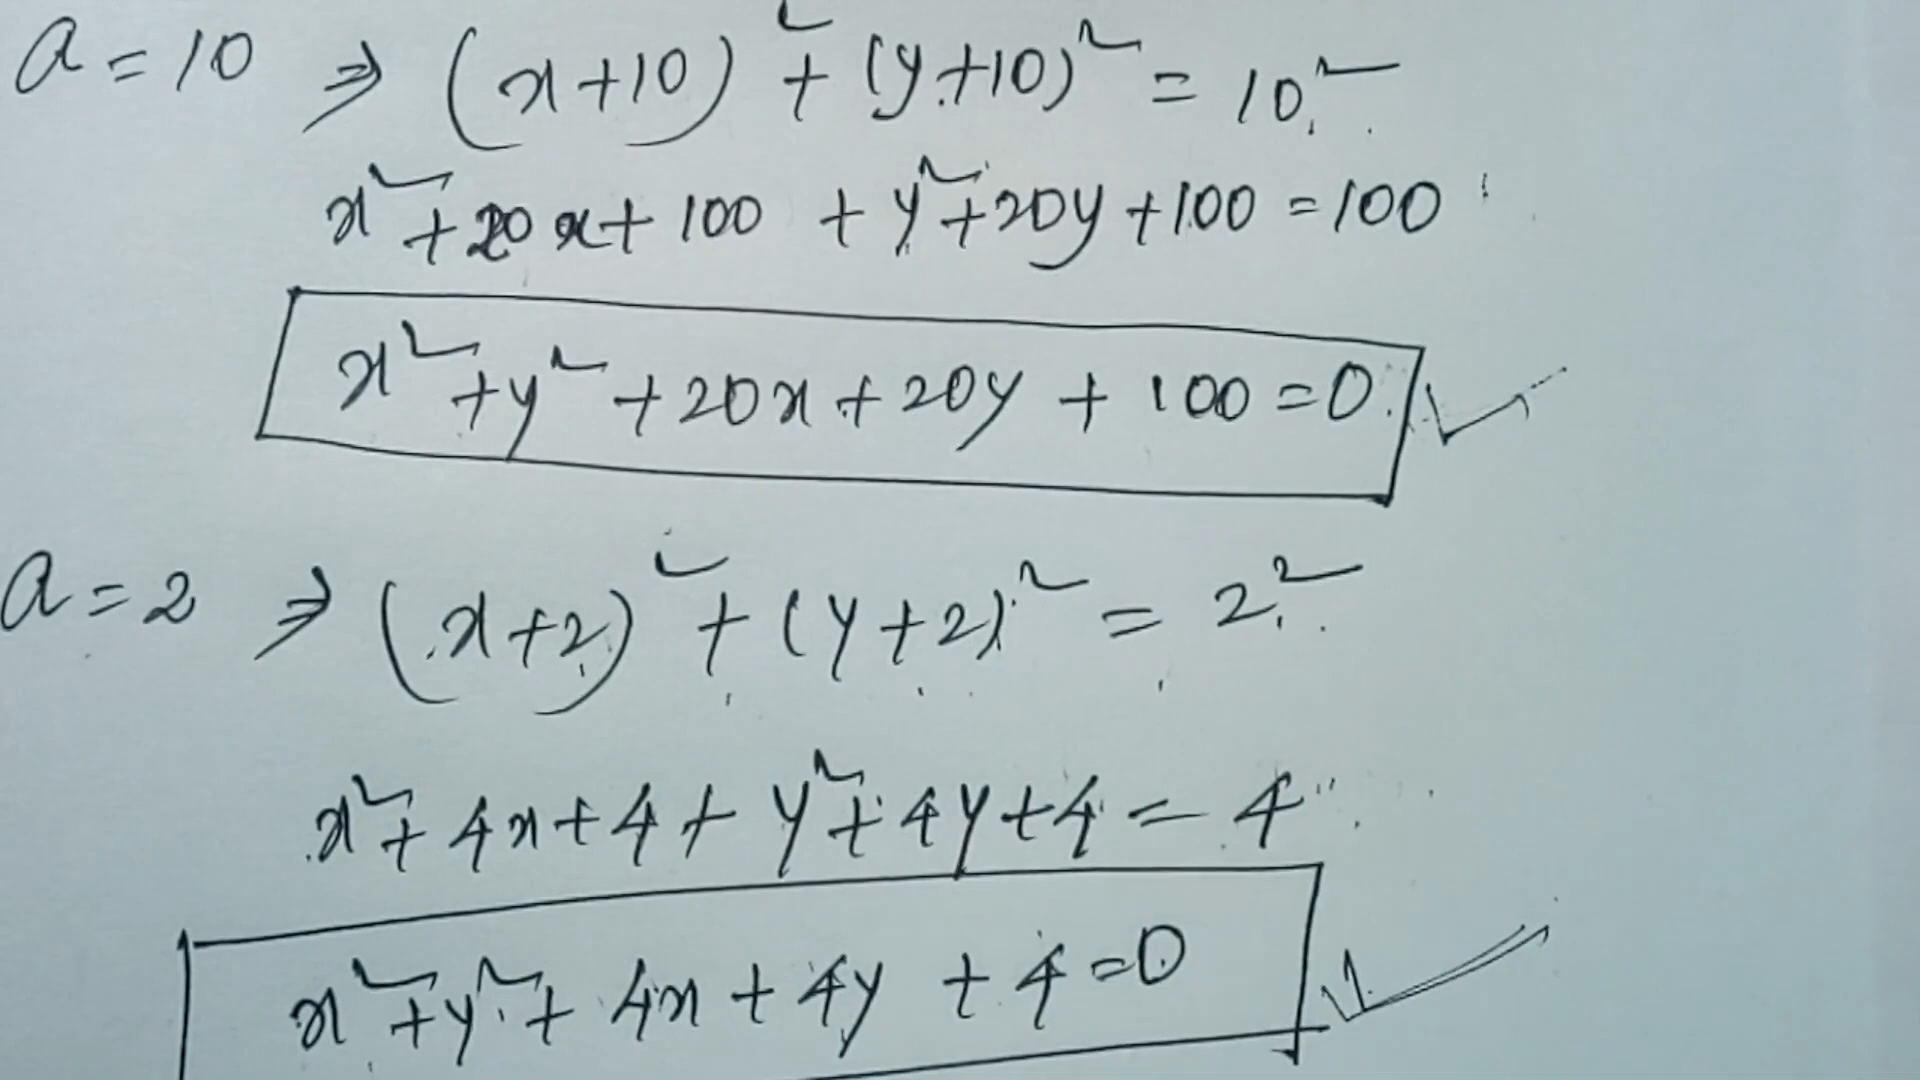 a = 10 ⇒ (x+10)² + (y+10)² = 10²
x² + 20x + 100 + y² + 20y + 100 = 100
x² + y² + 20x + 20y + 100 = 0
a = 2 ⇒ (x+2)² + (y+2)² = 2²
x² + 4x + 4 + y² + 4y + 4 = 4
x² + y² + 4x + 4y + 4 = 0